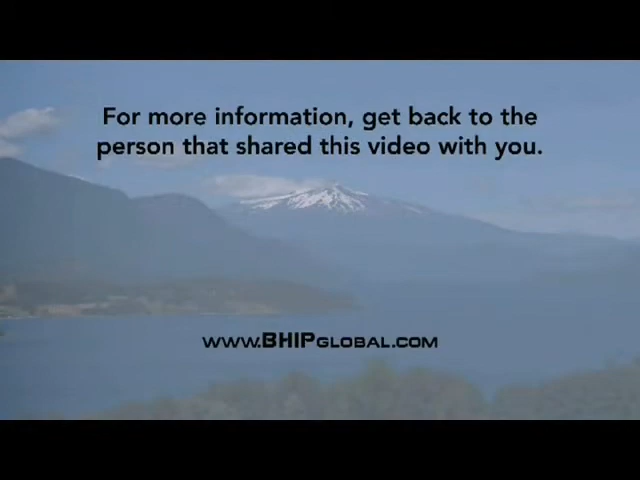 For more information, get back to the
person that shared this video with you.
www.BHIPGLOBAL.COM